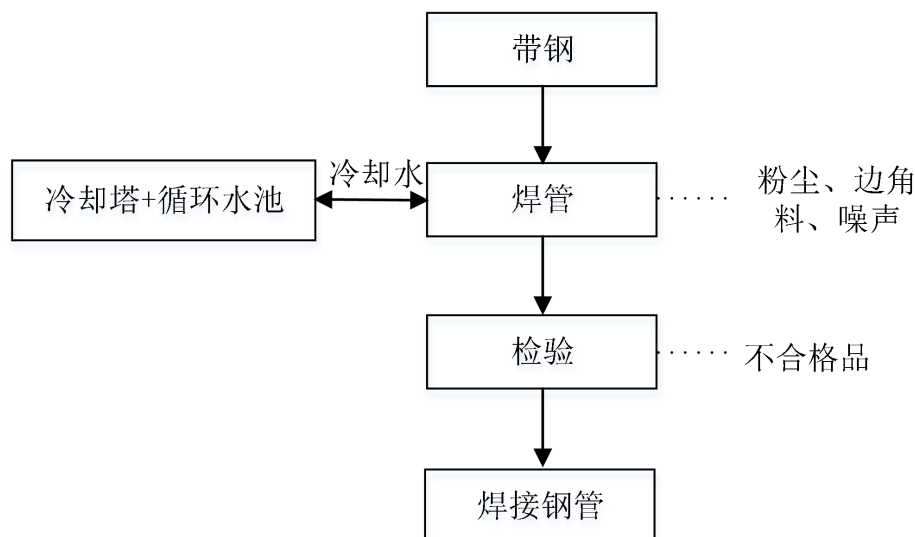 带钢
冷却水
冷却塔+循环水池
焊管
粉尘、边角
料、噪声
检验
不合格品
焊接钢管